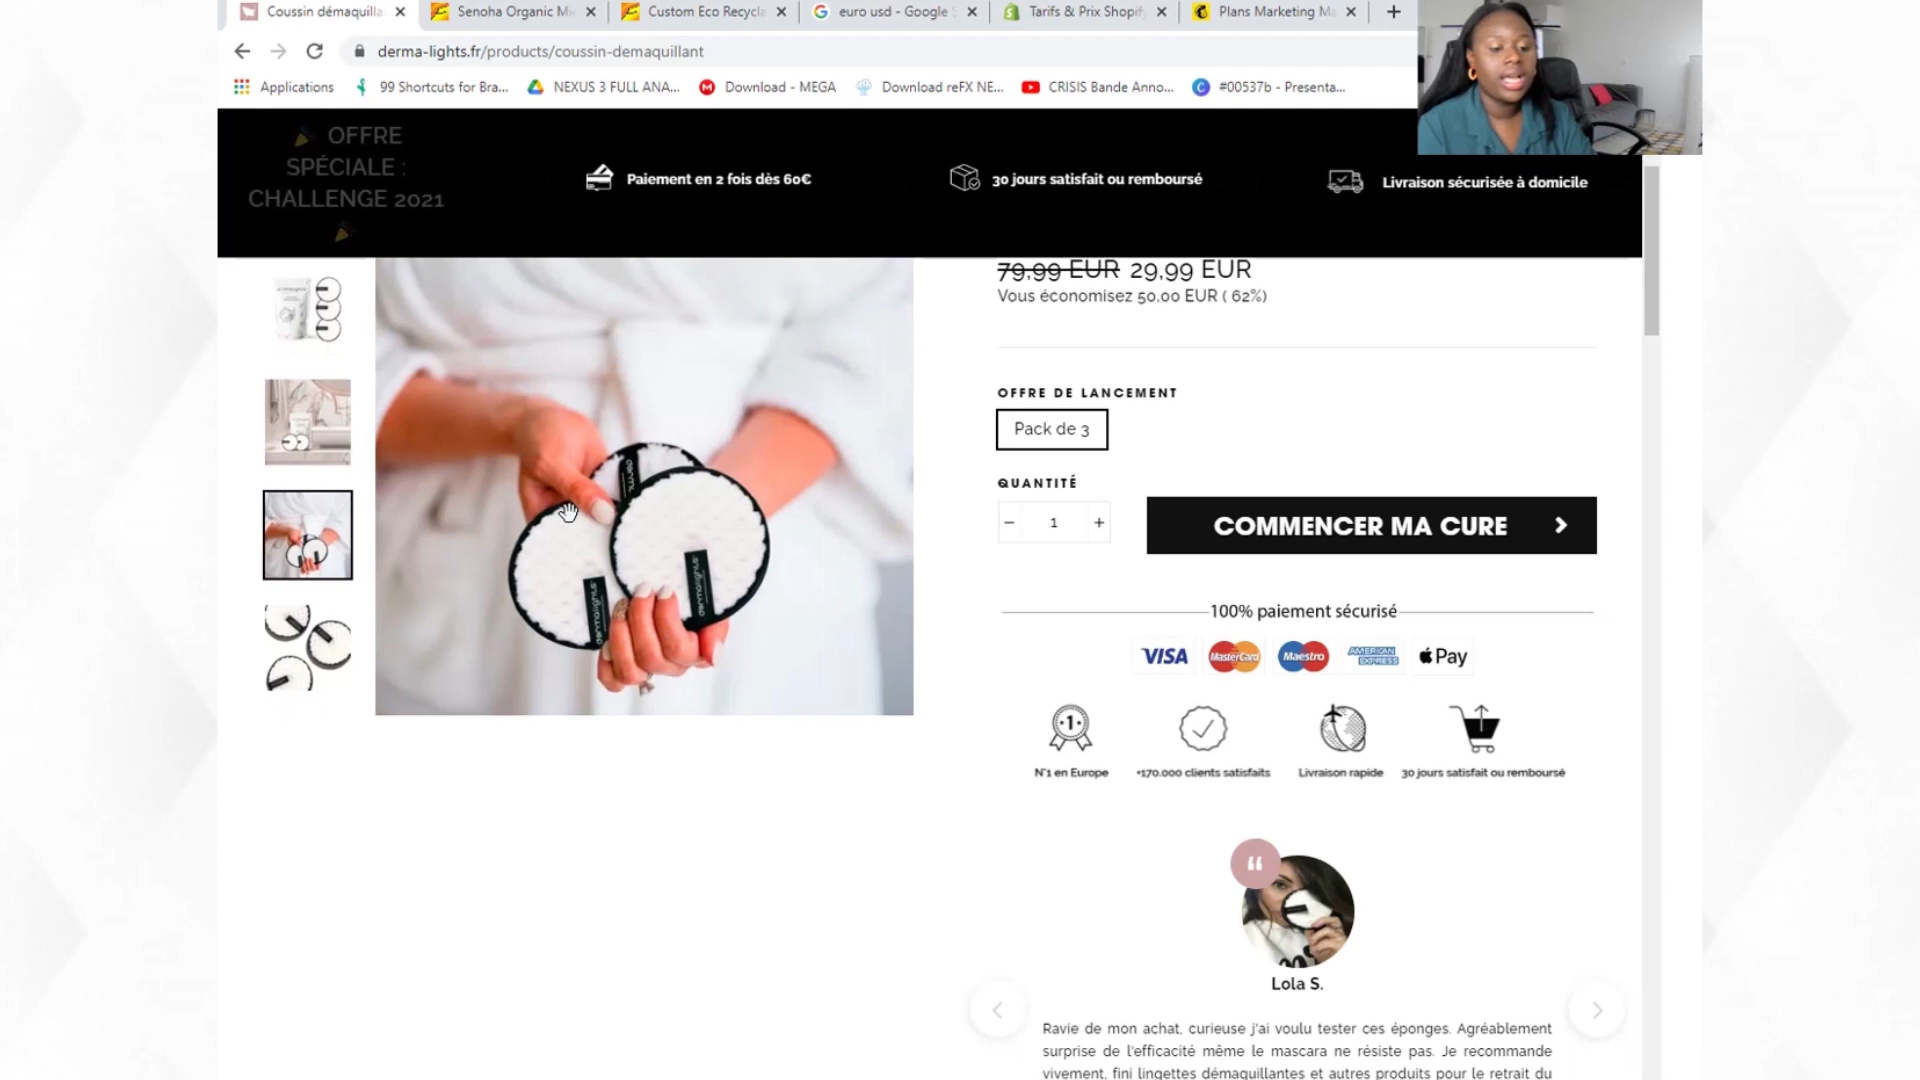 Coussin démaquilla
Senoha Organic Mi
Custom Eco Recycla
euro usd - Google S
Tarifs & Prix Shopify
Plans Marketing Ma
derma-lights.fr/products/coussin-demaquillant
Applications
99 Shortcuts for Bra...
NEXUS 3 FULL ANA...
Download - MEGA
Download reFX NE...
CRISIS Bande Anno...
#00537b - Presenta...
OFFRE
SPÉCIALE :
CHALLENGE 2021
Paiement en 2 fois dès 60€
30 jours satisfait ou remboursé
Livraison sécurisée à domicile
79,99 EUR 29,99 EUR
Vous économisez 50,00 EUR ( 62%)
OFFRE DE LANCEMENT
Pack de 3
QUANTITÉ
− 1 +
COMMENCER MA CURE
100% paiement sécurisé
VISA
MasterCard
Maestro
AMERICAN
EXPRESS
Pay
1
N°1 en Europe
+170.000 clients satisfaits
Livraison rapide
30 jours satisfait ou remboursé
Lola S.
Ravie de mon achat, curieuse j'ai voulu tester ces éponges. Agréablement
surprise de l'efficacité même le mascara ne résiste pas. Je recommande
vivement, fini lingettes démaquillantes et autres produits pour le retrait du
dermalights
dermalights